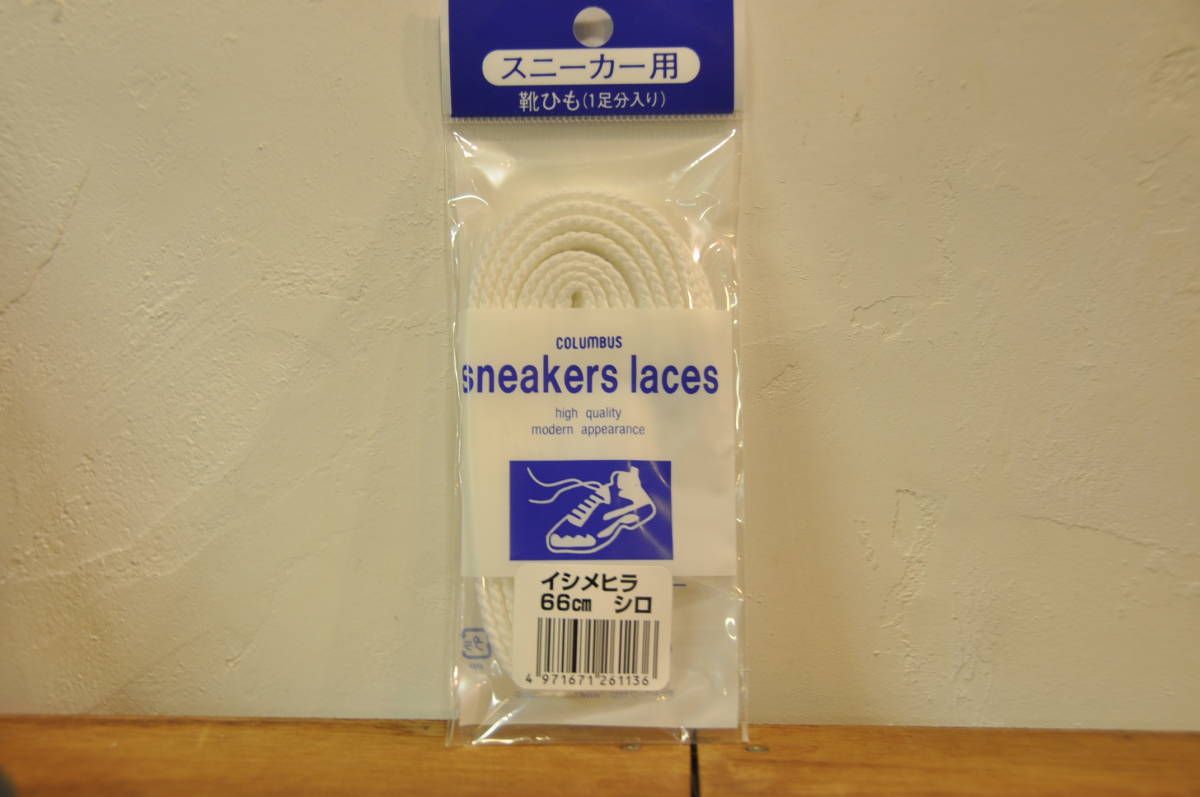 スニーカー用
靴ひも(1足分入り)
COLUMBUS
sneakers laces
high quality
modern appearance
イシメヒラ
66cm シロ
4 971671 261136